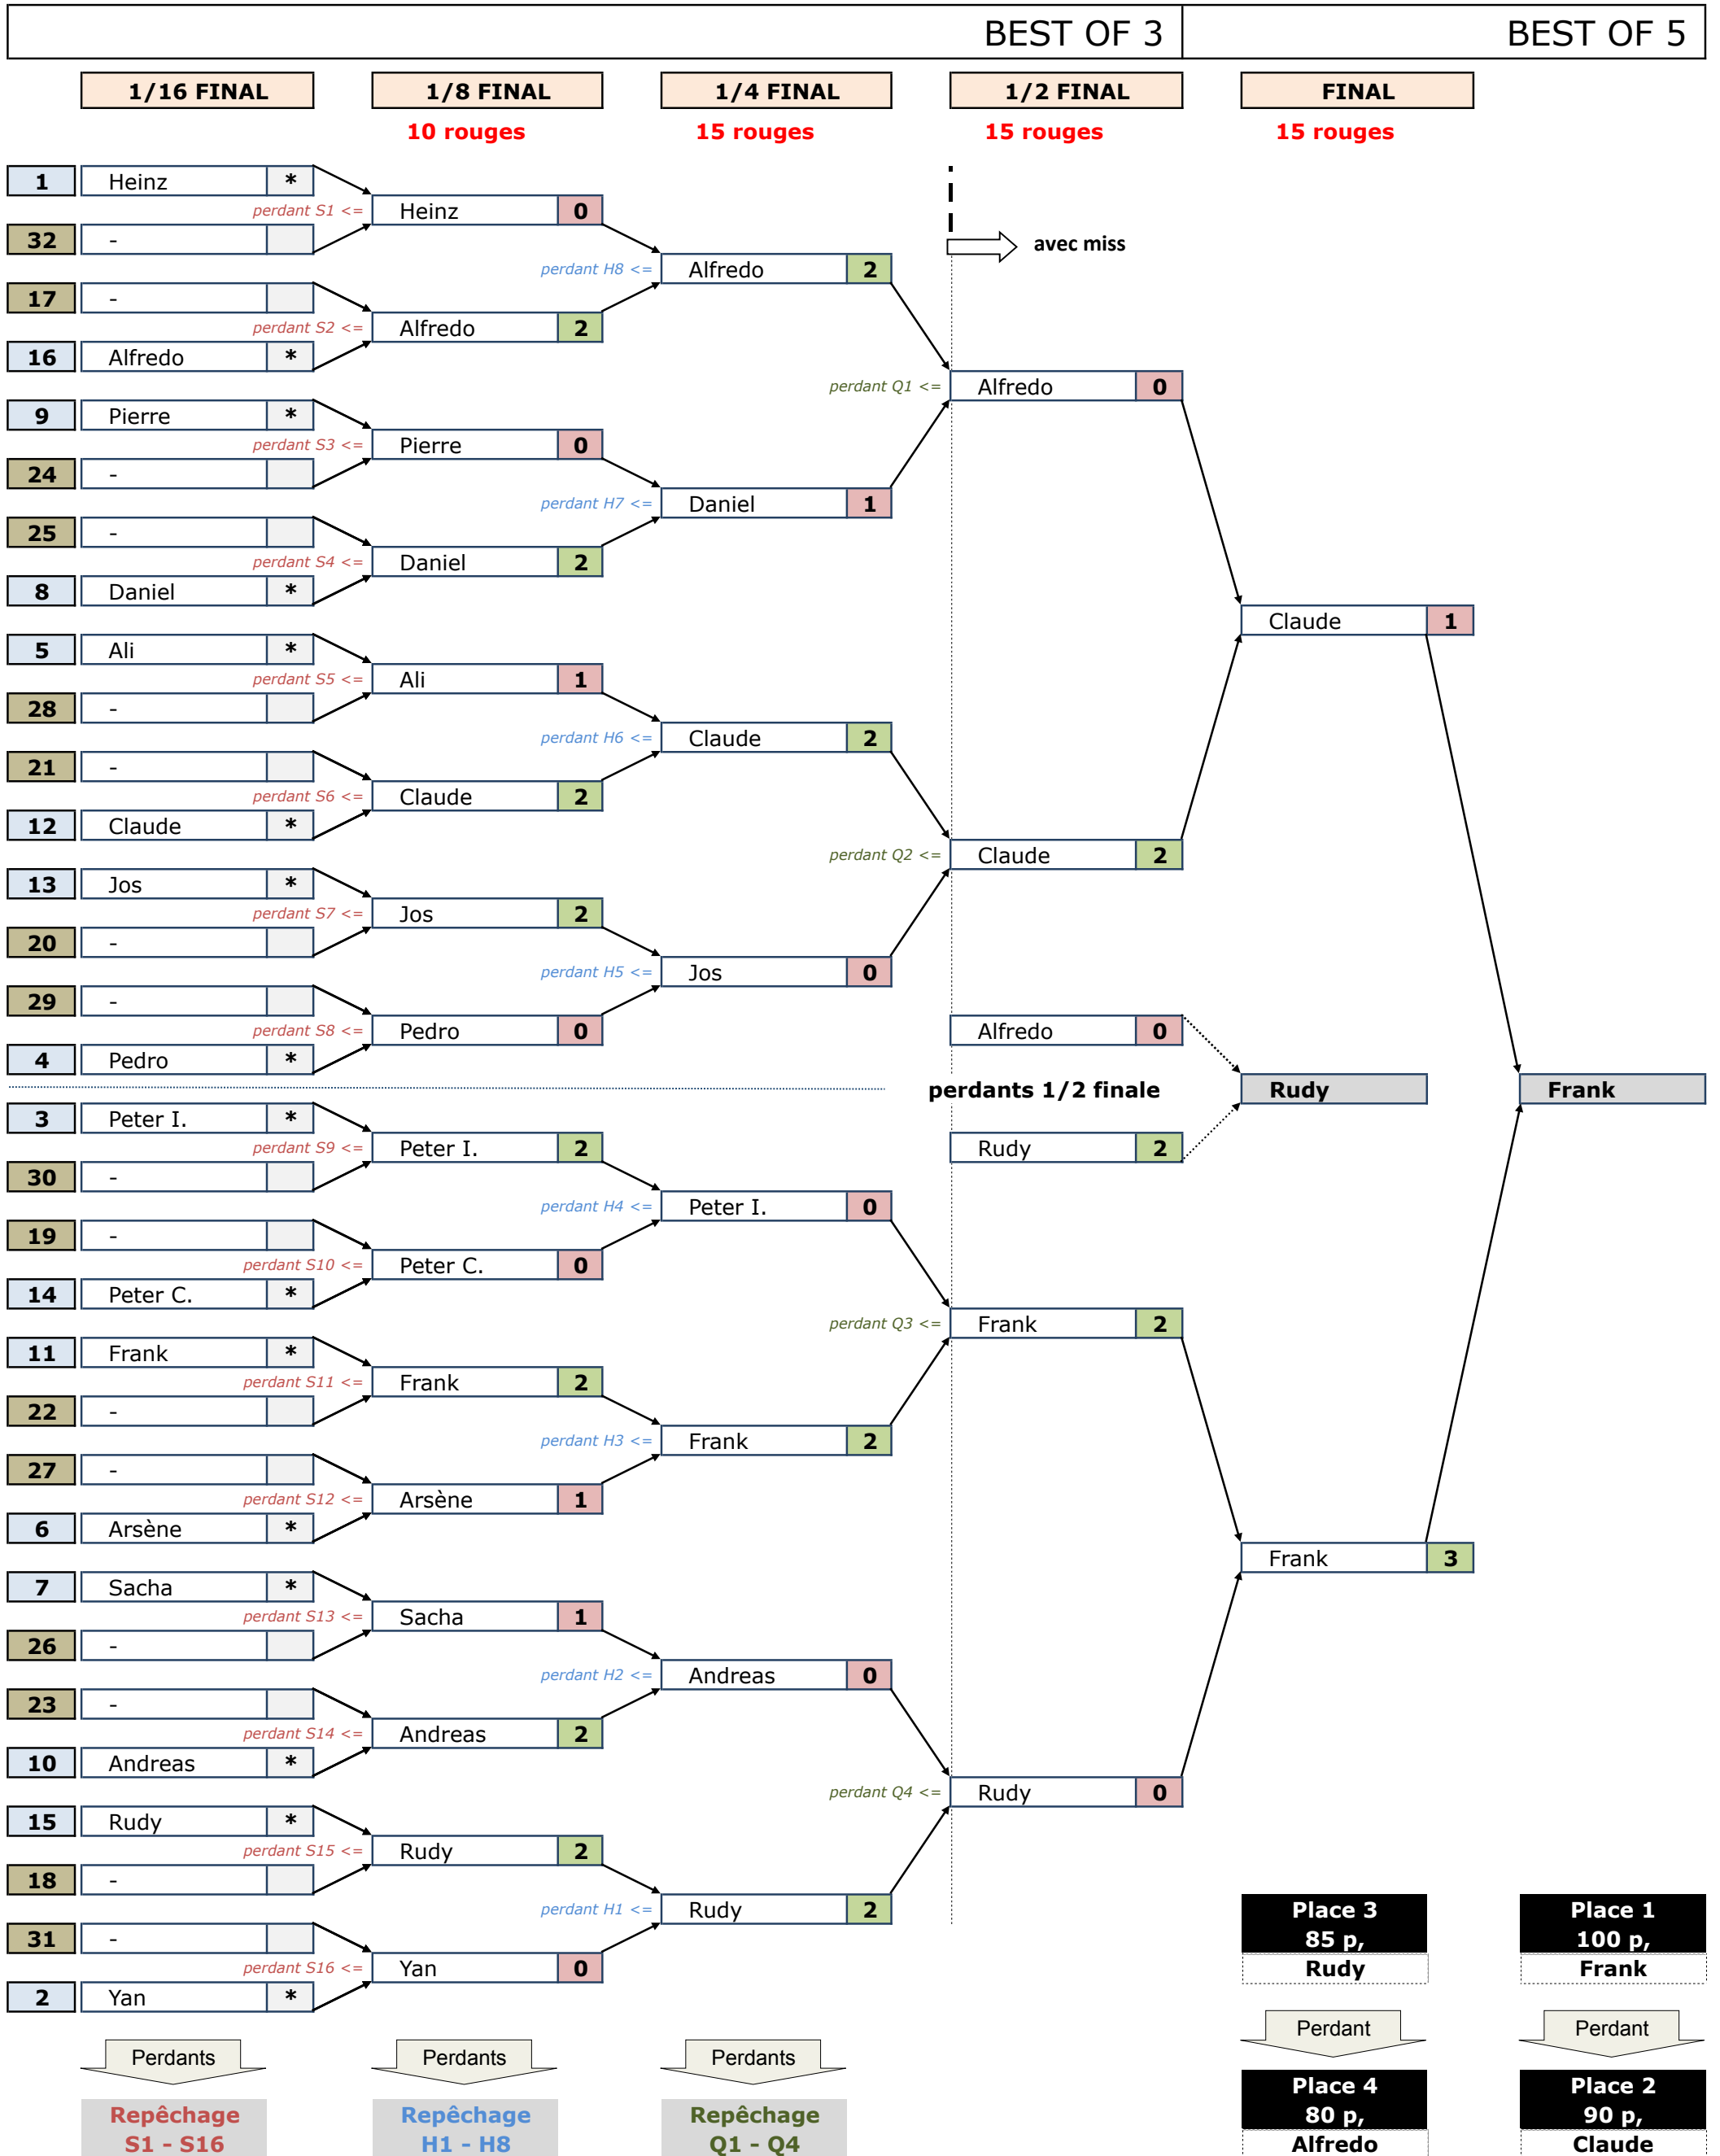 BEST OF 3 BEST OF 5
1/16 FINAL 1/8 FINAL 1/4 FINAL 1/2 FINAL FINAL
10 rouges 15 rouges 15 rouges 15 rouges
1 Heinz *
perdant S1 <= Heinz 0
32 - avec miss
perdant H8 <= Alfredo 2
17 -
perdant S2 <= Alfredo 2
16 Alfredo *
perdant Q1 <= Alfredo 0
9 Pierre *
perdant S3 <= Pierre 0
24 -
perdant H7 <= Daniel 1
25 -
perdant S4 <= Daniel 2
8 Daniel *
Claude 1
5 Ali *
perdant S5 <= Ali 1
28 -
perdant H6 <= Claude 2
21 -
perdant S6 <= Claude 2
12 Claude *
perdant Q2 <= Claude 2
13 Jos *
perdant S7 <= Jos 2
20 -
perdant H5 <= Jos 0
29 -
perdant S8 <= Pedro 0 Alfredo 0
4 Pedro *
perdants 1/2 finale Rudy Frank
3 Peter I. *
perdant S9 <= Peter I. 2 Rudy 2
30 -
perdant H4 <= Peter I. 0
19 -
perdant S10 <= Peter C. 0
14 Peter C. *
perdant Q3 <= Frank 2
11 Frank *
perdant S11 <= Frank 2
22 -
perdant H3 <= Frank 2
27 -
perdant S12 <= Arsène 1
6 Arsène *
Frank 3
7 Sacha *
perdant S13 <= Sacha 1
26 -
perdant H2 <= Andreas 0
23 -
perdant S14 <= Andreas 2
10 Andreas *
perdant Q4 <= Rudy 0
15 Rudy *
perdant S15 <= Rudy 2
18 -
perdant H1 <= Rudy 2 Place 3 Place 1
31 - 85 p, 100 p,
perdant S16 <= Yan 0 Rudy Frank
2 Yan *
Perdant Perdant
Perdants Perdants Perdants
Place 4 Place 2
Repêchage Repêchage Repêchage 80 p, 90 p,
S1 - S16 H1 - H8 Q1 - Q4 Alfredo Claude